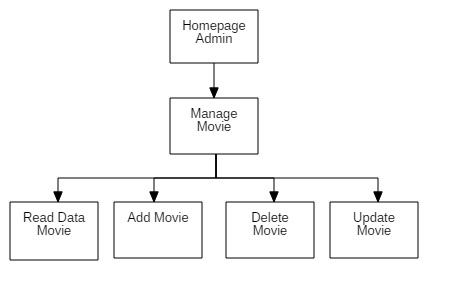 Homepage
Admin
Manage
Movie
Read Data
Movie
Add Movie
Delete
Movie
Update
Movie